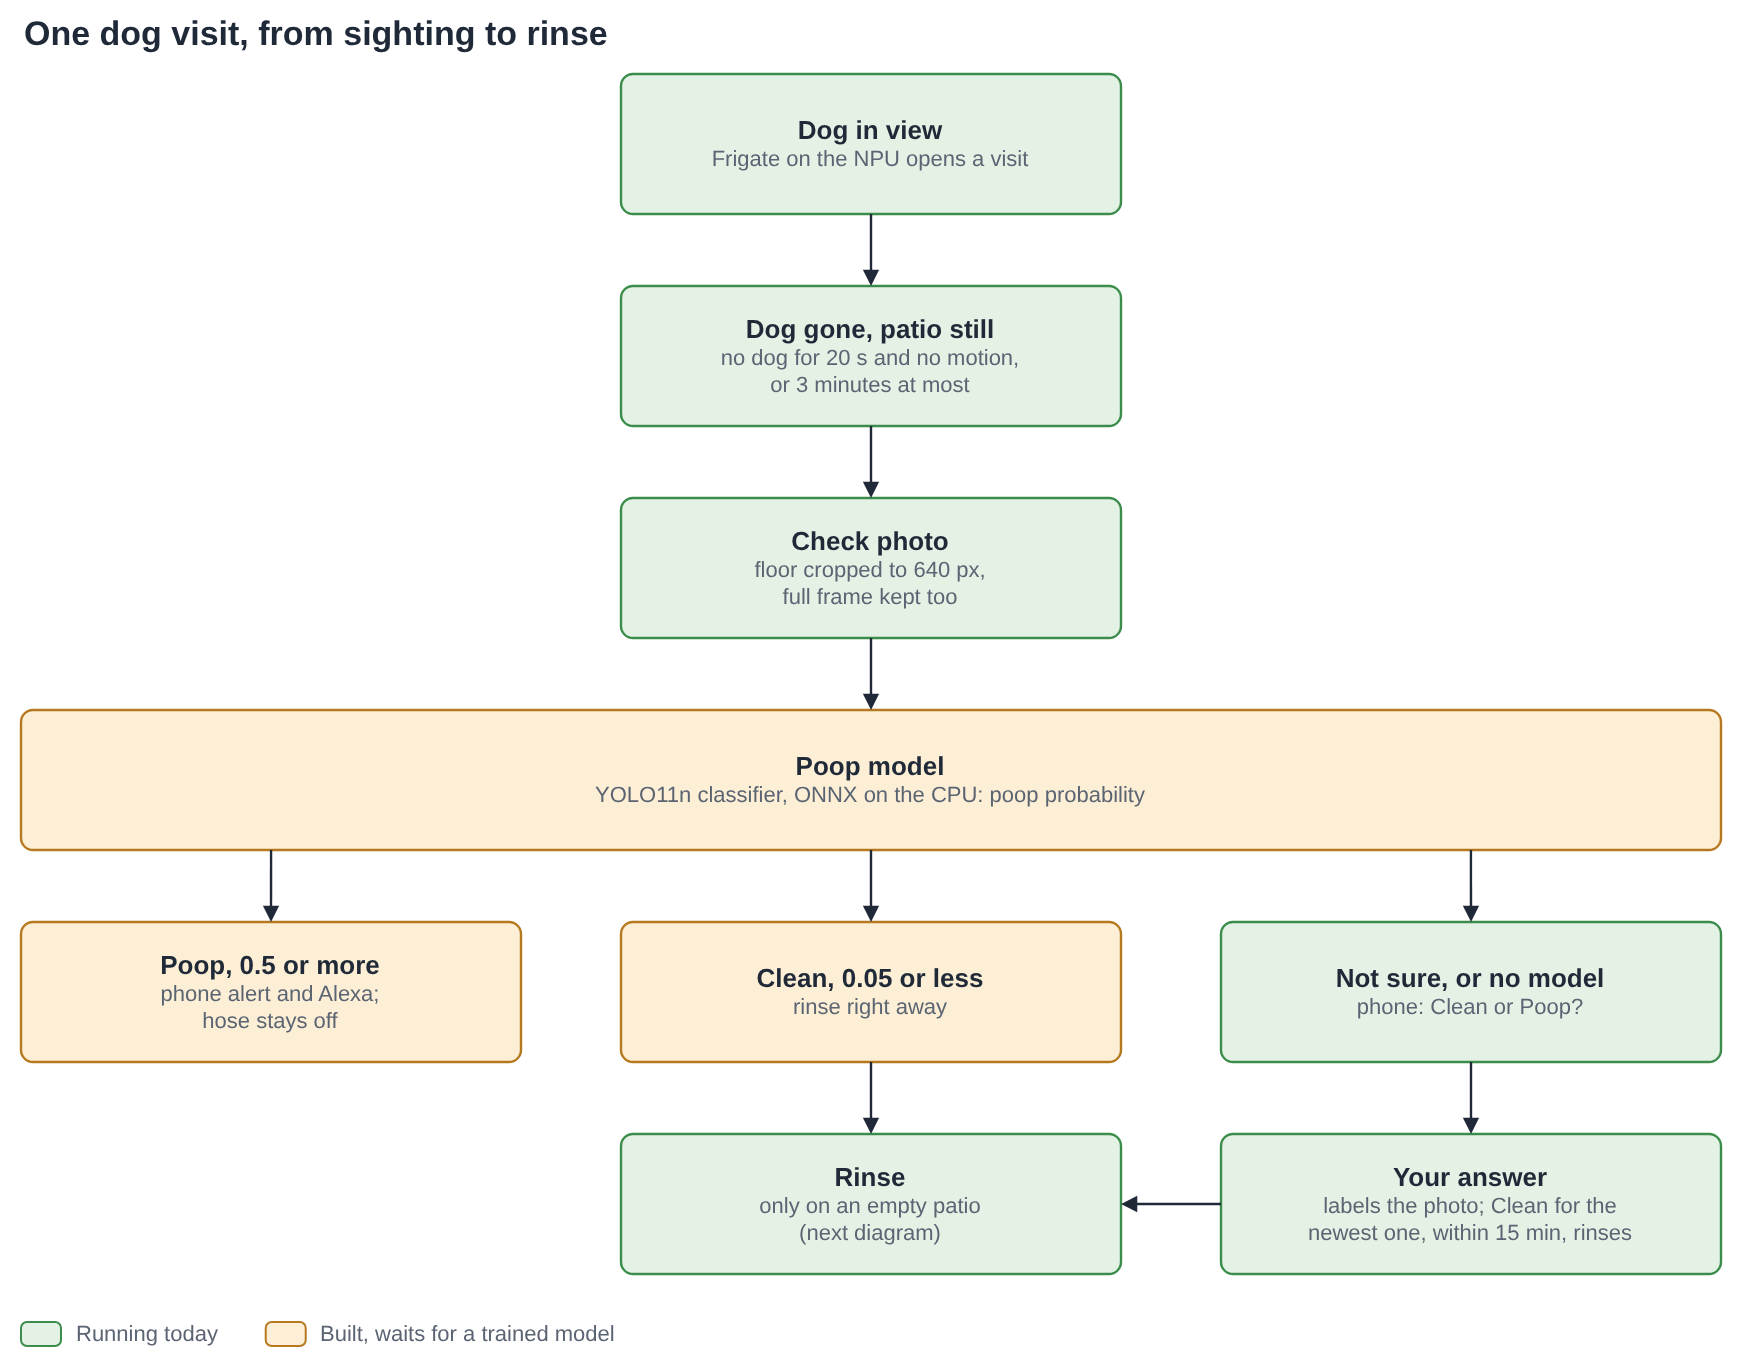 One dog visit, from sighting to rinse
Dog in view
Frigate on the NPU opens a visit
Dog gone, patio still
no dog for 20 s and no motion,
or 3 minutes at most
Check photo
floor cropped to 640 px,
full frame kept too
Poop model
YOLO11n classifier, ONNX on the CPU: poop probability
Poop, 0.5 or more
phone alert and Alexa;
hose stays off
Clean, 0.05 or less
rinse right away
Not sure, or no model
phone: Clean or Poop?
Rinse
only on an empty patio
(next diagram)
Your answer
labels the photo; Clean for the
newest one, within 15 min, rinses
Running today
Built, waits for a trained model